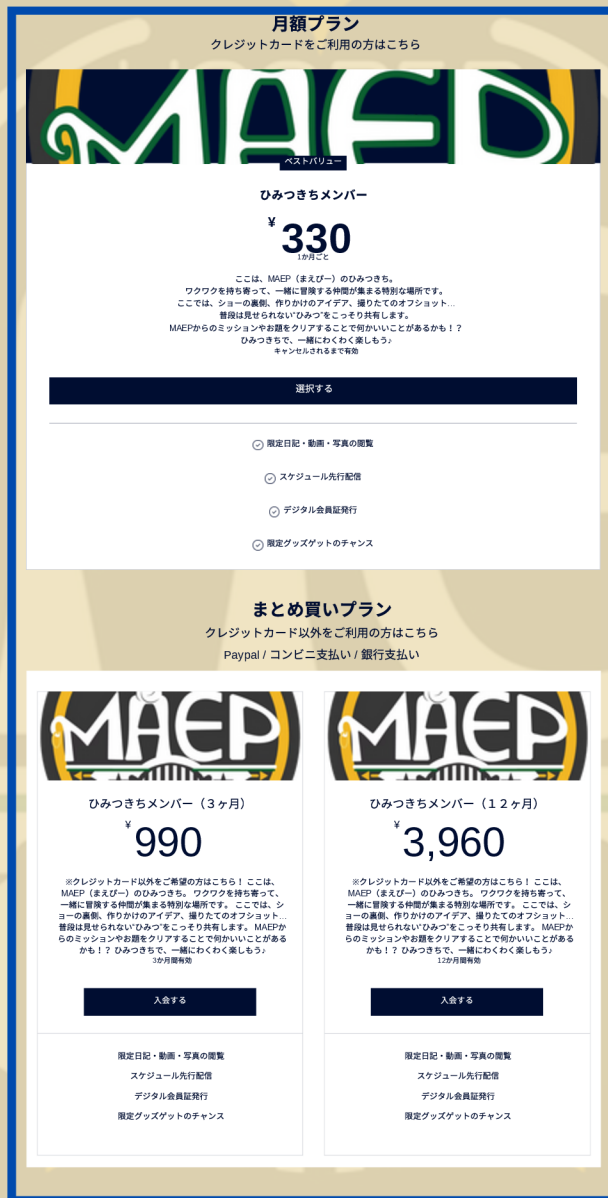 月額プラン
クレジットカードをご利用の方はこちら
MAEP
ベストバリュー
ひみつきちメンバー
¥
330
1か月ごと
ここは、MAEP（まえぴー）のひみつきち。
ワクワクを持ち寄って、一緒に冒険する仲間が集まる特別な場所です。
ここでは、ショーの裏側、作りかけのアイデア、撮りたてのオフショット…
普段は見せられない“ひみつ”をこっそり共有します。
MAEPからのミッションやお題をクリアすることで何かいいことがあるかも！？
ひみつきちで、一緒にわくわく楽しもう♪
キャンセルされるまで有効
選択する
限定日記・動画・写真の閲覧
スケジュール先行配信
デジタル会員証発行
限定グッズゲットのチャンス
まとめ買いプラン
クレジットカード以外をご利用の方はこちら
Paypal / コンビニ支払い / 銀行支払い
MAEP
ひみつきちメンバー（３ヶ月）
¥
990
※クレジットカード以外をご希望の方はこちら！ ここは、
MAEP（まえぴー）のひみつきち。 ワクワクを持ち寄って、
一緒に冒険する仲間が集まる特別な場所です。 ここでは、シ
ョーの裏側、作りかけのアイデア、撮りたてのオフショット…
普段は見せられない“ひみつ”をこっそり共有します。 MAEPか
らのミッションやお題をクリアすることで何かいいことがある
かも！？ ひみつきちで、一緒にわくわく楽しもう♪
3か月間有効
入会する
限定日記・動画・写真の閲覧
スケジュール先行配信
デジタル会員証発行
限定グッズゲットのチャンス
MAEP
ひみつきちメンバー（１２ヶ月）
¥
3,960
※クレジットカード以外をご希望の方はこちら！ ここは、
MAEP（まえぴー）のひみつきち。 ワクワクを持ち寄って、
一緒に冒険する仲間が集まる特別な場所です。 ここでは、シ
ョーの裏側、作りかけのアイデア、撮りたてのオフショット…
普段は見せられない“ひみつ”をこっそり共有します。 MAEPか
らのミッションやお題をクリアすることで何かいいことがある
かも！？ ひみつきちで、一緒にわくわく楽しもう♪
12か月間有効
入会する
限定日記・動画・写真の閲覧
スケジュール先行配信
デジタル会員証発行
限定グッズゲットのチャンス